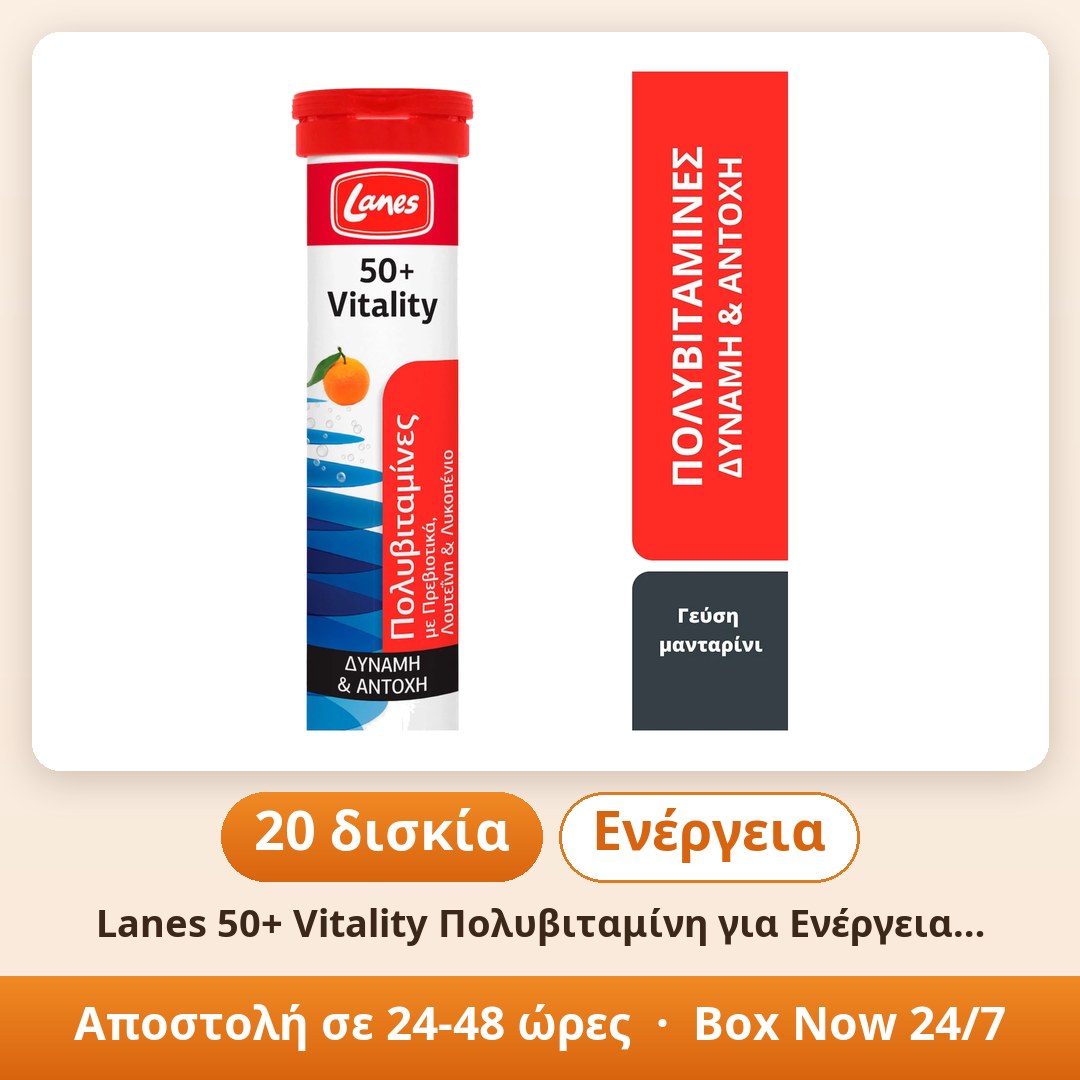 Lanes
50+
Vitality
Πολυβιταμίνες
με Πρεβιοτικά,
Λουτεΐνη & Λυκοπένιο
ΔΥΝΑΜΗ
& ΑΝΤΟΧΗ
ΠΟΛΥΒΙΤΑΜΙΝΕΣ
ΔΥΝΑΜΗ & ΑΝΤΟΧΗ
Γεύση
μανταρίνι
20 δισκία
Ενέργεια
Lanes 50+ Vitality Πολυβιταμίνη για Ενέργεια...
Αποστολή σε 24-48 ώρες · Box Now 24/7